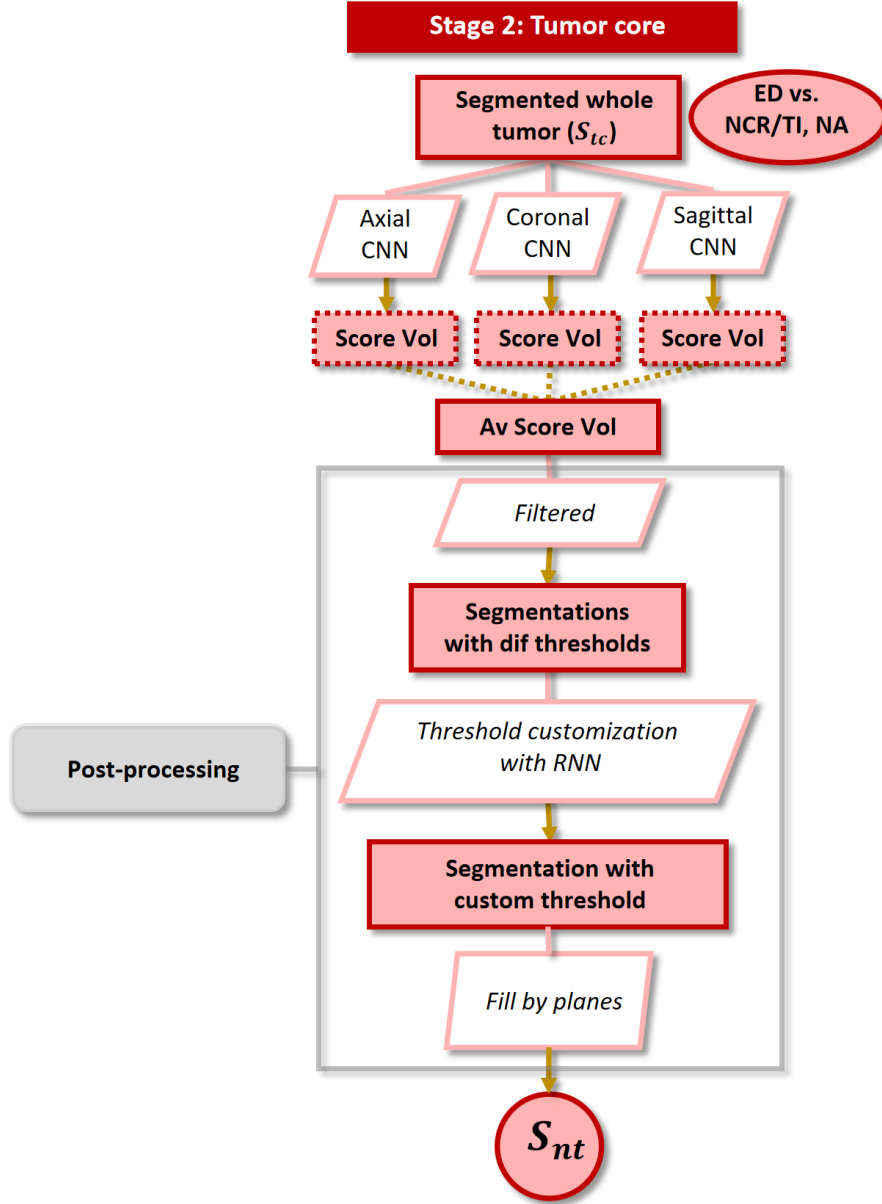 Stage 2: Tumor core
Segmented whole
tumor (S_tc)
ED vs.
NCR/TI, NA
Axial
CNN
Coronal
CNN
Sagittal
CNN
Score Vol
Score Vol
Score Vol
Av Score Vol
Filtered
Segmentations
with dif thresholds
Threshold customization
with RNN
Post-processing
Segmentation with
custom threshold
Fill by planes
S_nt